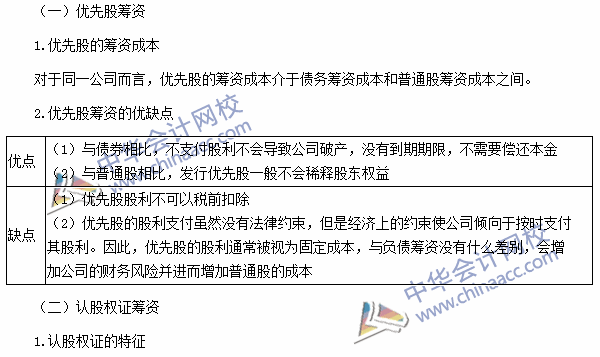 （一）优先股筹资
1.优先股的筹资成本
对于同一公司而言，优先股的筹资成本介于债务筹资成本和普通股筹资成本之间。
2.优先股筹资的优缺点
优点
（1）与债券相比，不支付股利不会导致公司破产，没有到期期限，不需要偿还本金
（2）与普通股相比，发行优先股一般不会稀释股东权益
缺点
（1）优先股股利不可以税前扣除
（2）优先股的股利支付虽然没有法律约束，但是经济上的约束使公司倾向于按时支付
其股利。因此，优先股的股利通常被视为固定成本，与负债筹资没有什么差别，会增
加公司的财务风险并进而增加普通股的成本
（二）认股权证筹资
1.认股权证的特征
中华会计网校
www.chinaacc.com
中华会计网校
www.chinaacc.com